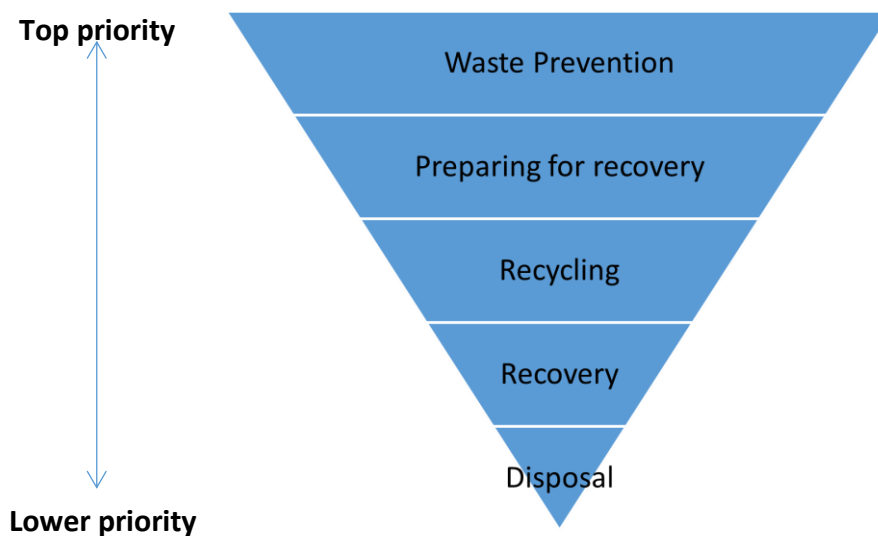 Top priority
Waste Prevention
Preparing for recovery
Recycling
Recovery
Disposal
Lower priority